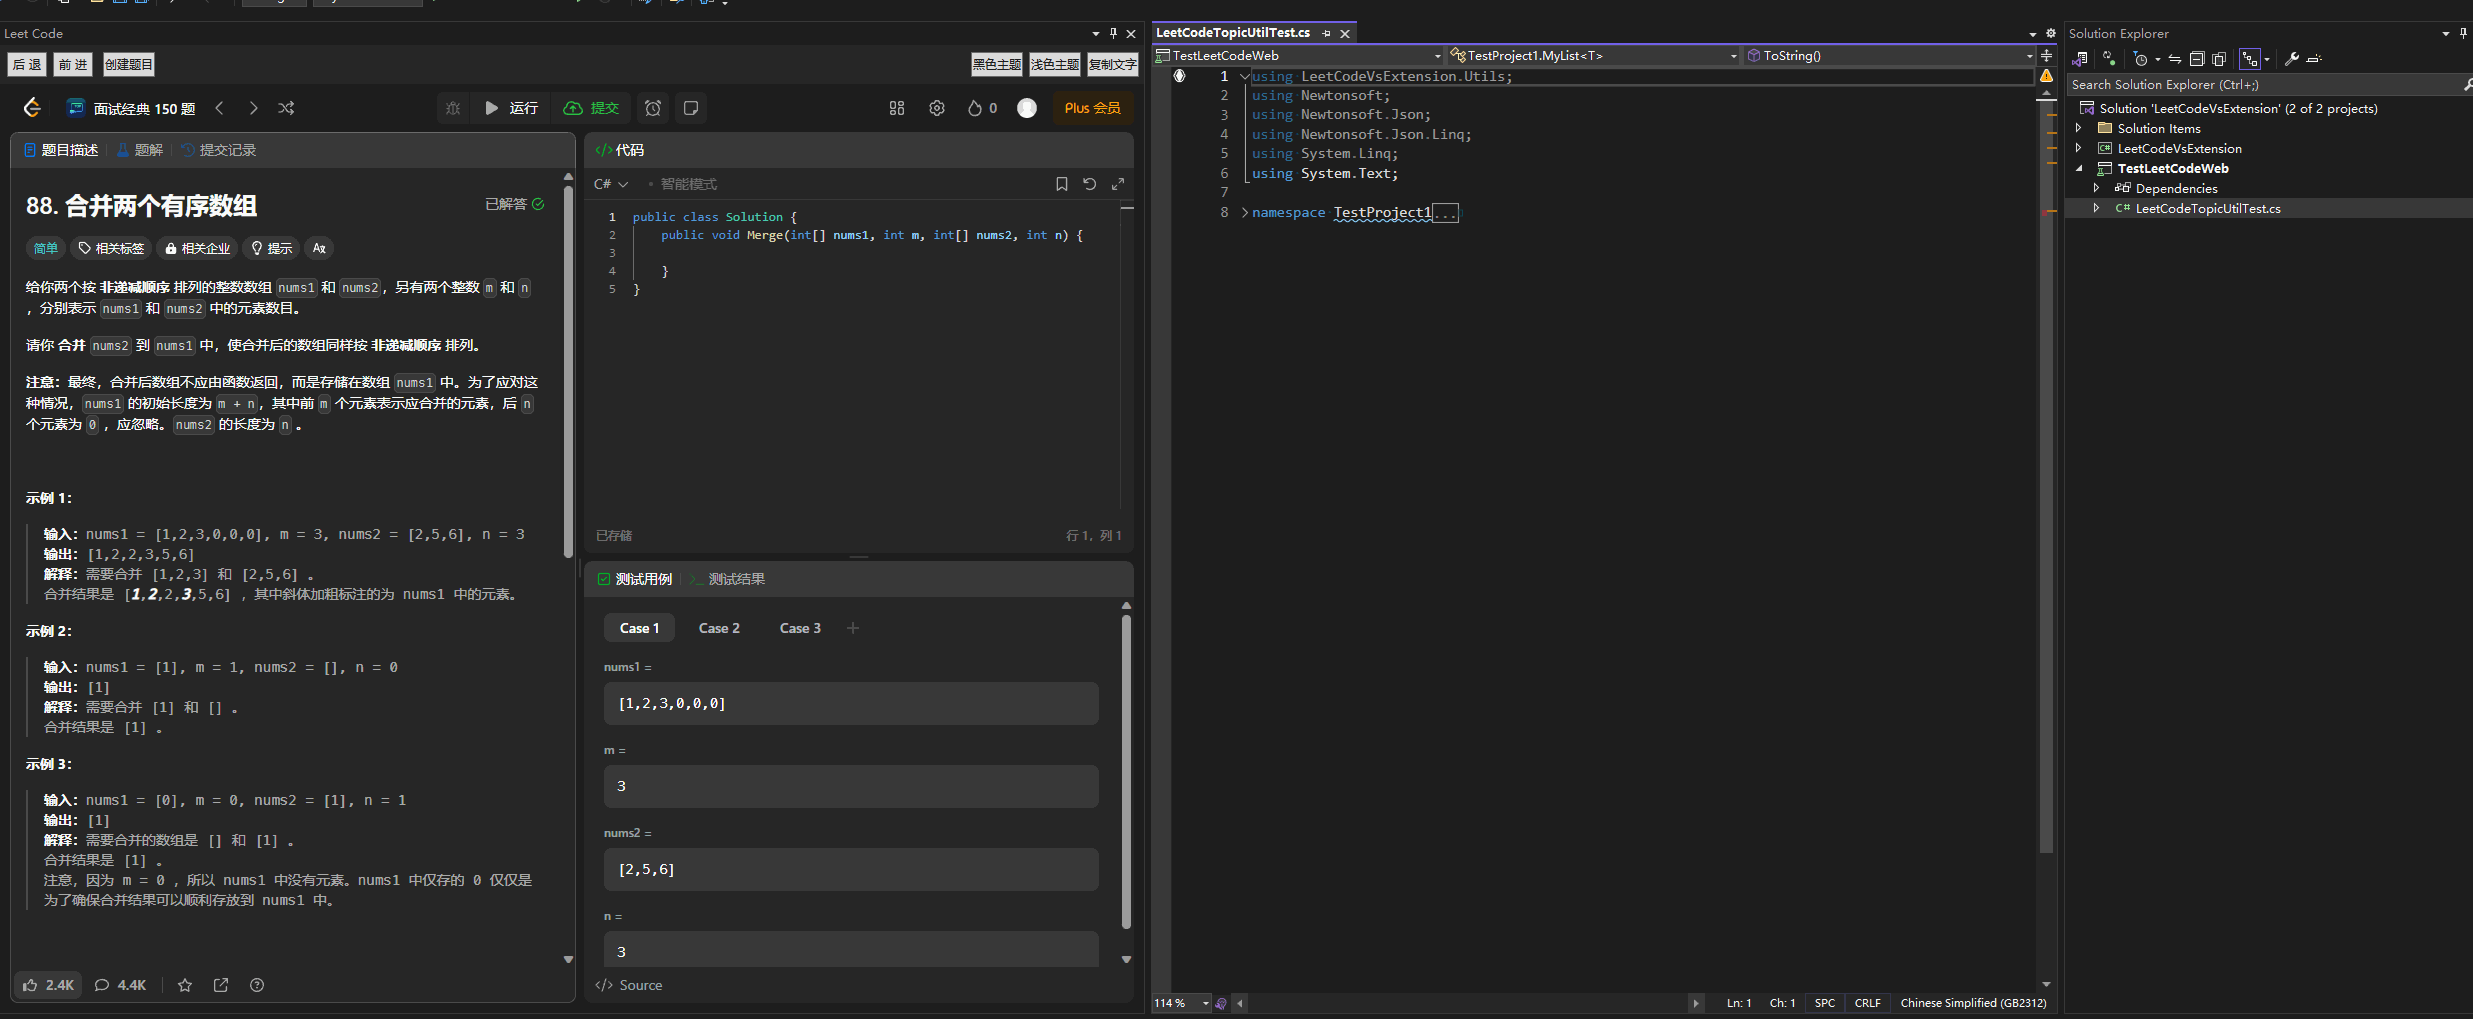 Leet Code
后 退 前 进 创建题目
黑色主题 浅色主题 复制文字
面试经典 150 题
运行 提交
0
Plus 会员
题目描述 题解 提交记录
88. 合并两个有序数组
已解答
简单 相关标签 相关企业 提示
给你两个按 非递减顺序 排列的整数数组 nums1 和 nums2，另有两个整数 m 和 n
，分别表示 nums1 和 nums2 中的元素数目。
请你 合并 nums2 到 nums1 中，使合并后的数组同样按 非递减顺序 排列。
注意：最终，合并后数组不应由函数返回，而是存储在数组 nums1 中。为了应对这
种情况，nums1 的初始长度为 m + n，其中前 m 个元素表示应合并的元素，后 n
个元素为 0 ，应忽略。nums2 的长度为 n 。
示例 1：
输入：nums1 = [1,2,3,0,0,0], m = 3, nums2 = [2,5,6], n = 3
输出：[1,2,2,3,5,6]
解释：需要合并 [1,2,3] 和 [2,5,6] 。
合并结果是 [1,2,2,3,5,6] ，其中斜体加粗标注的为 nums1 中的元素。
示例 2：
输入：nums1 = [1], m = 1, nums2 = [], n = 0
输出：[1]
解释：需要合并 [1] 和 [] 。
合并结果是 [1] 。
示例 3：
输入：nums1 = [0], m = 0, nums2 = [1], n = 1
输出：[1]
解释：需要合并的数组是 [] 和 [1] 。
合并结果是 [1] 。
注意，因为 m = 0 ，所以 nums1 中没有元素。nums1 中仅存的 0 仅仅是
为了确保合并结果可以顺利存放到 nums1 中。
2.4K 4.4K
代码
C# 智能模式
1 public class Solution {
2 public void Merge(int[] nums1, int m, int[] nums2, int n) {
3
4 }
5 }
已存储
行 1，列 1
测试用例 测试结果
Case 1 Case 2 Case 3
nums1 =
[1,2,3,0,0,0]
m =
3
nums2 =
[2,5,6]
n =
3
Source
LeetCodeTopicUtilTest.cs
TestLeetCodeWeb TestProject1.MyList<T> ToString()
1 using LeetCodeVsExtension.Utils;
2 using Newtonsoft;
3 using Newtonsoft.Json;
4 using Newtonsoft.Json.Linq;
5 using System.Linq;
6 using System.Text;
7
8 namespace TestProject1...
114 %
Ln: 1 Ch: 1 SPC CRLF Chinese Simplified (GB2312)
Solution Explorer
Search Solution Explorer (Ctrl+;)
Solution 'LeetCodeVsExtension' (2 of 2 projects)
Solution Items
C# LeetCodeVsExtension
TestLeetCodeWeb
Dependencies
C# LeetCodeTopicUtilTest.cs